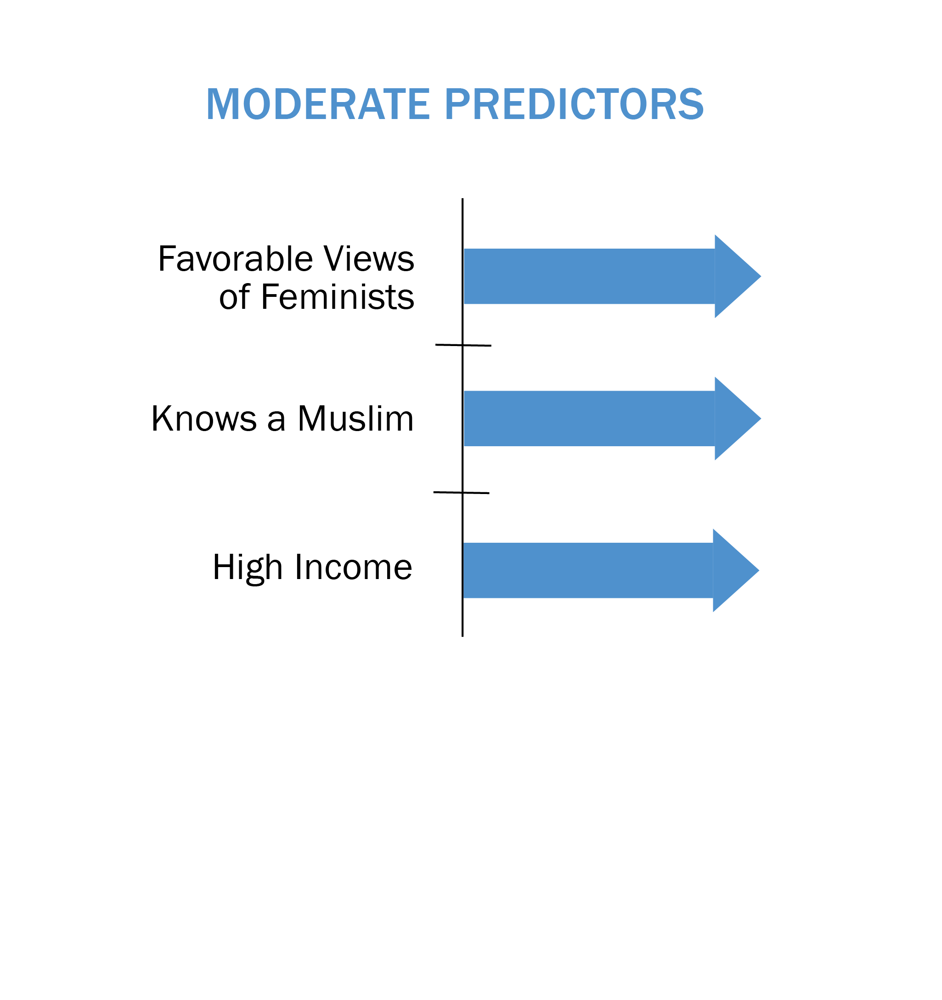 MODERATE PREDICTORS
Favorable Views
of Feminists
Knows a Muslim
High Income